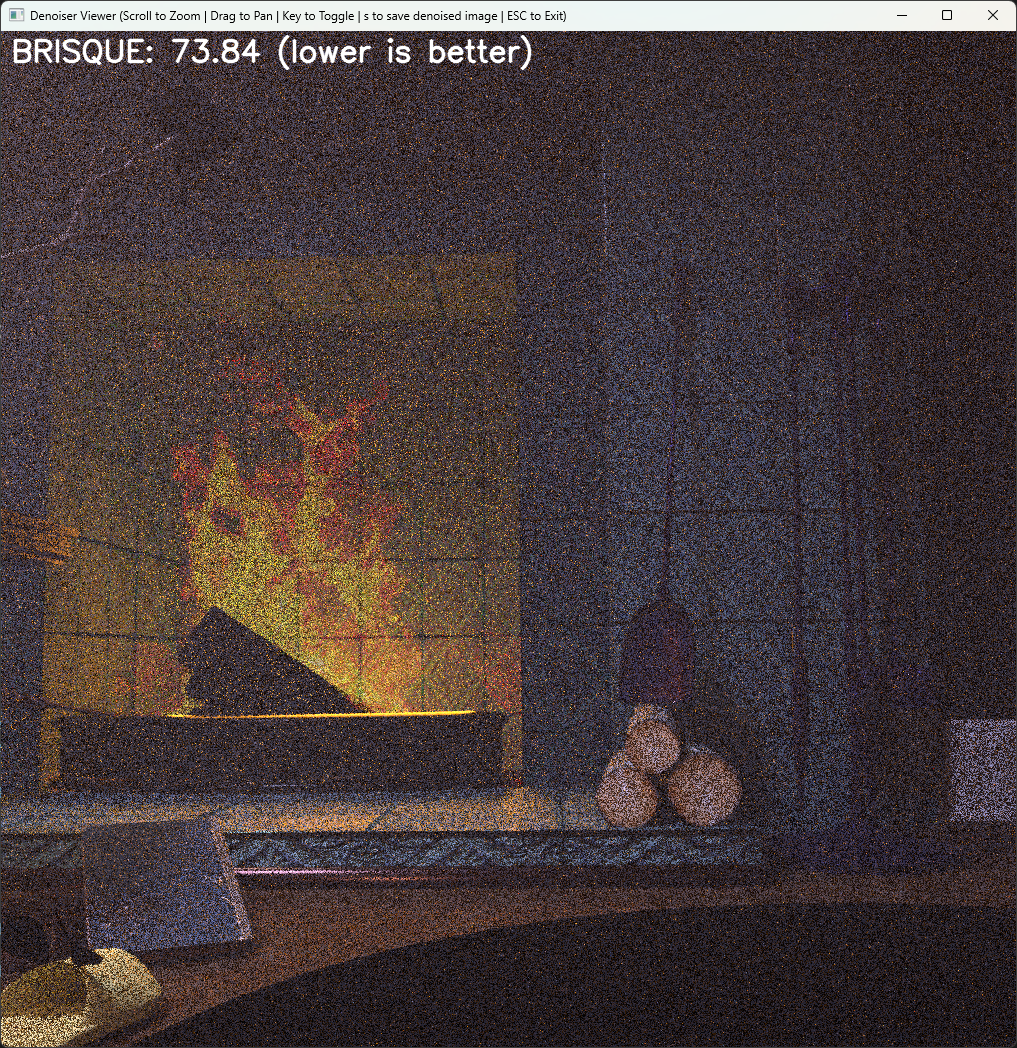 Denoiser Viewer (Scroll to Zoom | Drag to Pan | Key to Toggle | s to save denoised image | ESC to Exit)
BRISQUE: 73.84 (lower is better)